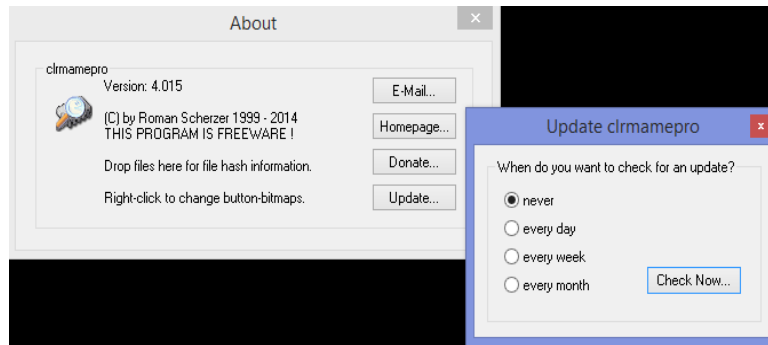 About
clrmamepro
Version: 4.015
(C) by Roman Scherzer 1999 - 2014
THIS PROGRAM IS FREEWARE !
Drop files here for file hash information.
Right-click to change button-bitmaps.
E-Mail...
Homepage...
Donate...
Update...
Update clrmamepro
When do you want to check for an update?
never
every day
every week
every month
Check Now...